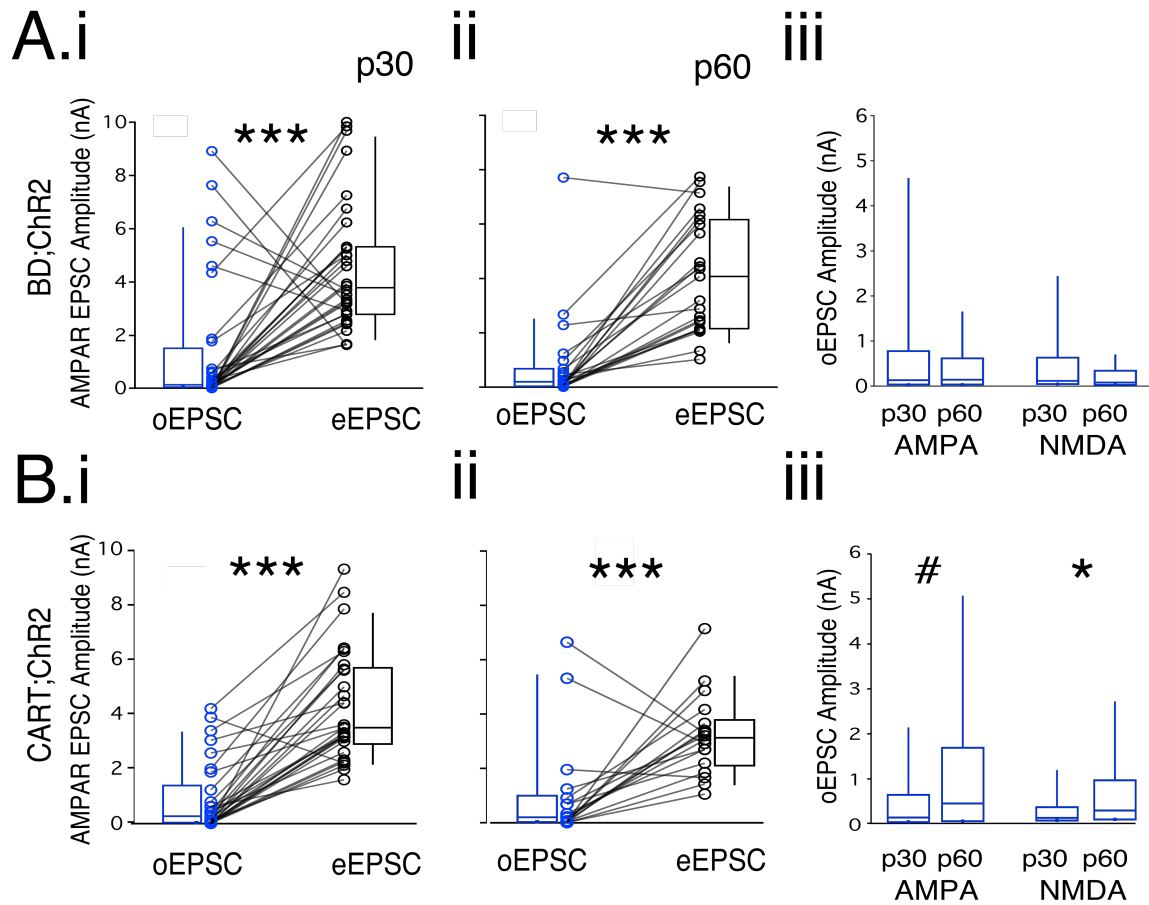 A.i
ii
iii
p30
p60
BD;ChR2
AMPAR EPSC Amplitude (nA)
10
8
6
4
2
0
***
oEPSC
eEPSC
***
oEPSC
eEPSC
oEPSC Amplitude (nA)
6
5
4
3
2
1
0
p30 p60
p30 p60
AMPA
NMDA
B.i
ii
iii
CART;ChR2
AMPAR EPSC Amplitude (nA)
10
8
6
4
2
0
***
oEPSC
eEPSC
***
oEPSC
eEPSC
oEPSC Amplitude (nA)
6
5
4
3
2
1
0
#
*
p30 p60
p30 p60
AMPA
NMDA